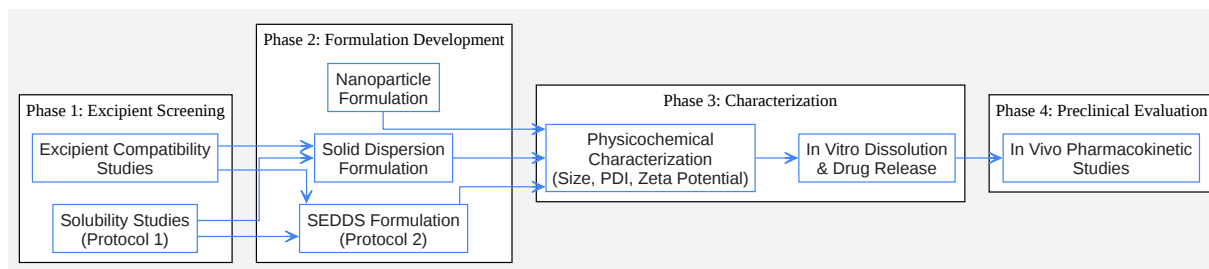 Phase 1: Excipient Screening
Excipient Compatibility
Studies
Solubility Studies
(Protocol 1)
Phase 2: Formulation Development
Nanoparticle
Formulation
Solid Dispersion
Formulation
SEDDS Formulation
(Protocol 2)
Phase 3: Characterization
Physicochemical
Characterization
(Size, PDI, Zeta Potential)
In Vitro Dissolution
& Drug Release
Phase 4: Preclinical Evaluation
In Vivo Pharmacokinetic
Studies